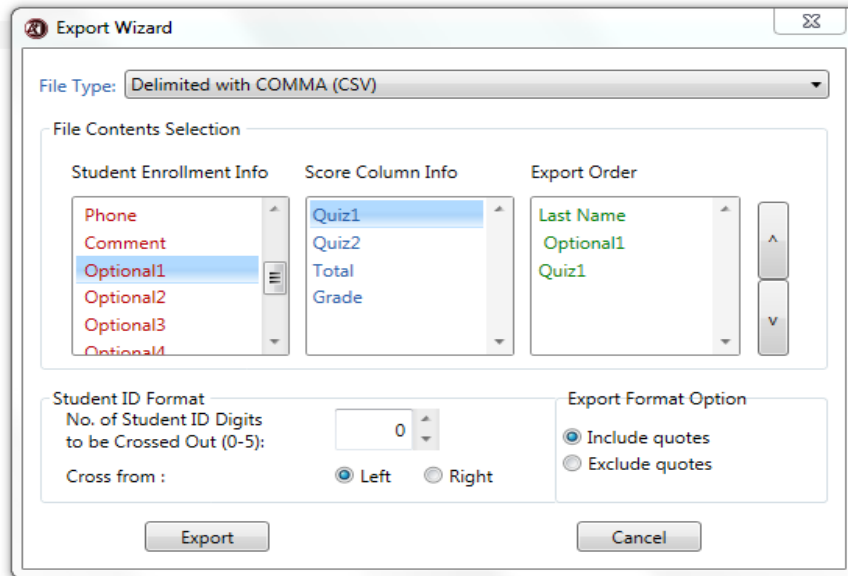 Export Wizard
File Type: Delimited with COMMA (CSV)
File Contents Selection
Student Enrollment Info Score Column Info Export Order
Phone Quiz1 Last Name
Comment Quiz2 Optional1
Optional1 Total Quiz1
Optional2 Grade
Optional3
Optional4
Student ID Format
No. of Student ID Digits
to be Crossed Out (0-5): 0
Cross from : Left Right
Export Format Option
Include quotes
Exclude quotes
Export Cancel